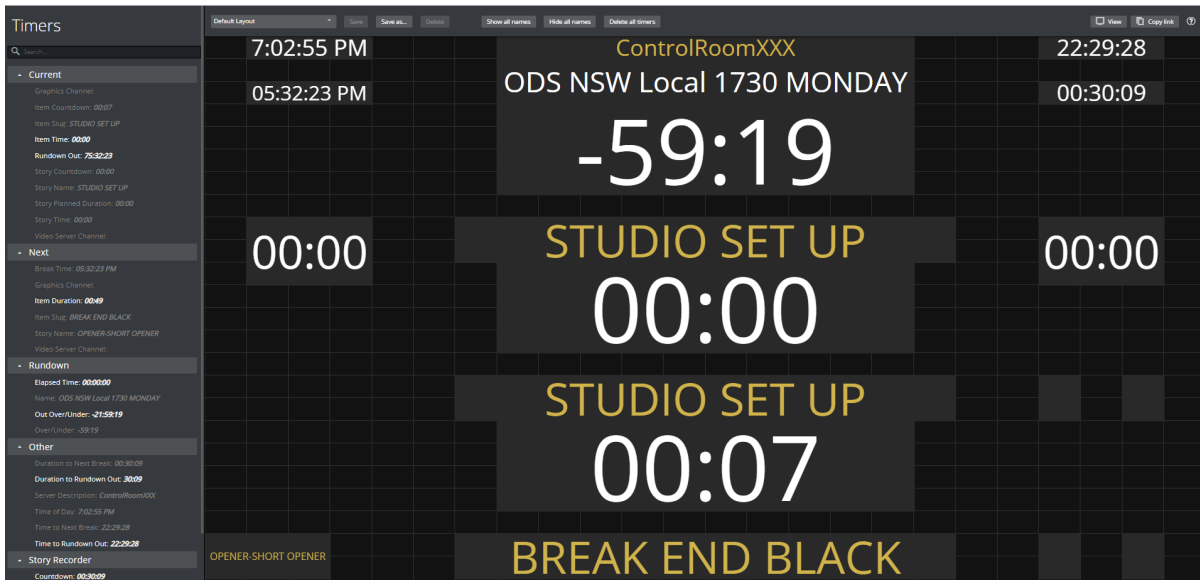 Timers
Default Layout
Save
Save as...
Delete
Show all names
Hide all names
Delete all timers
View
Copy link
Search...
Current
Graphics Channel:
Item Countdown: 00:07
Item Slug: STUDIO SET UP
Item Time: 00:00
Rundown Out: 75:32:23
Story Countdown: 00:00
Story Name: STUDIO SET UP
Story Planned Duration: 00:00
Story Time: 00:00
Video Server Channel:
Next
Break Time: 05:32:23 PM
Graphics Channel:
Item Duration: 00:49
Item Slug: BREAK END BLACK
Story Name: OPENER-SHORT OPENER
Video Server Channel:
Rundown
Elapsed Time: 00:00:00
Name: ODS NSW Local 1730 MONDAY
Out Over/Under: -21:59:19
Over/Under: -59:19
Other
Duration to Next Break: 00:30:09
Duration to Rundown Out: 30:09
Server Description: ControlRoomXXX
Time of Day: 7:02:55 PM
Time to Next Break: 22:29:28
Time to Rundown Out: 22:29:28
Story Recorder
Countdown: 00:30:09
7:02:55 PM
ControlRoomXXX
22:29:28
05:32:23 PM
ODS NSW Local 1730 MONDAY
00:30:09
-59:19
00:00
STUDIO SET UP
00:00
00:00
STUDIO SET UP
00:07
OPENER-SHORT OPENER
BREAK END BLACK